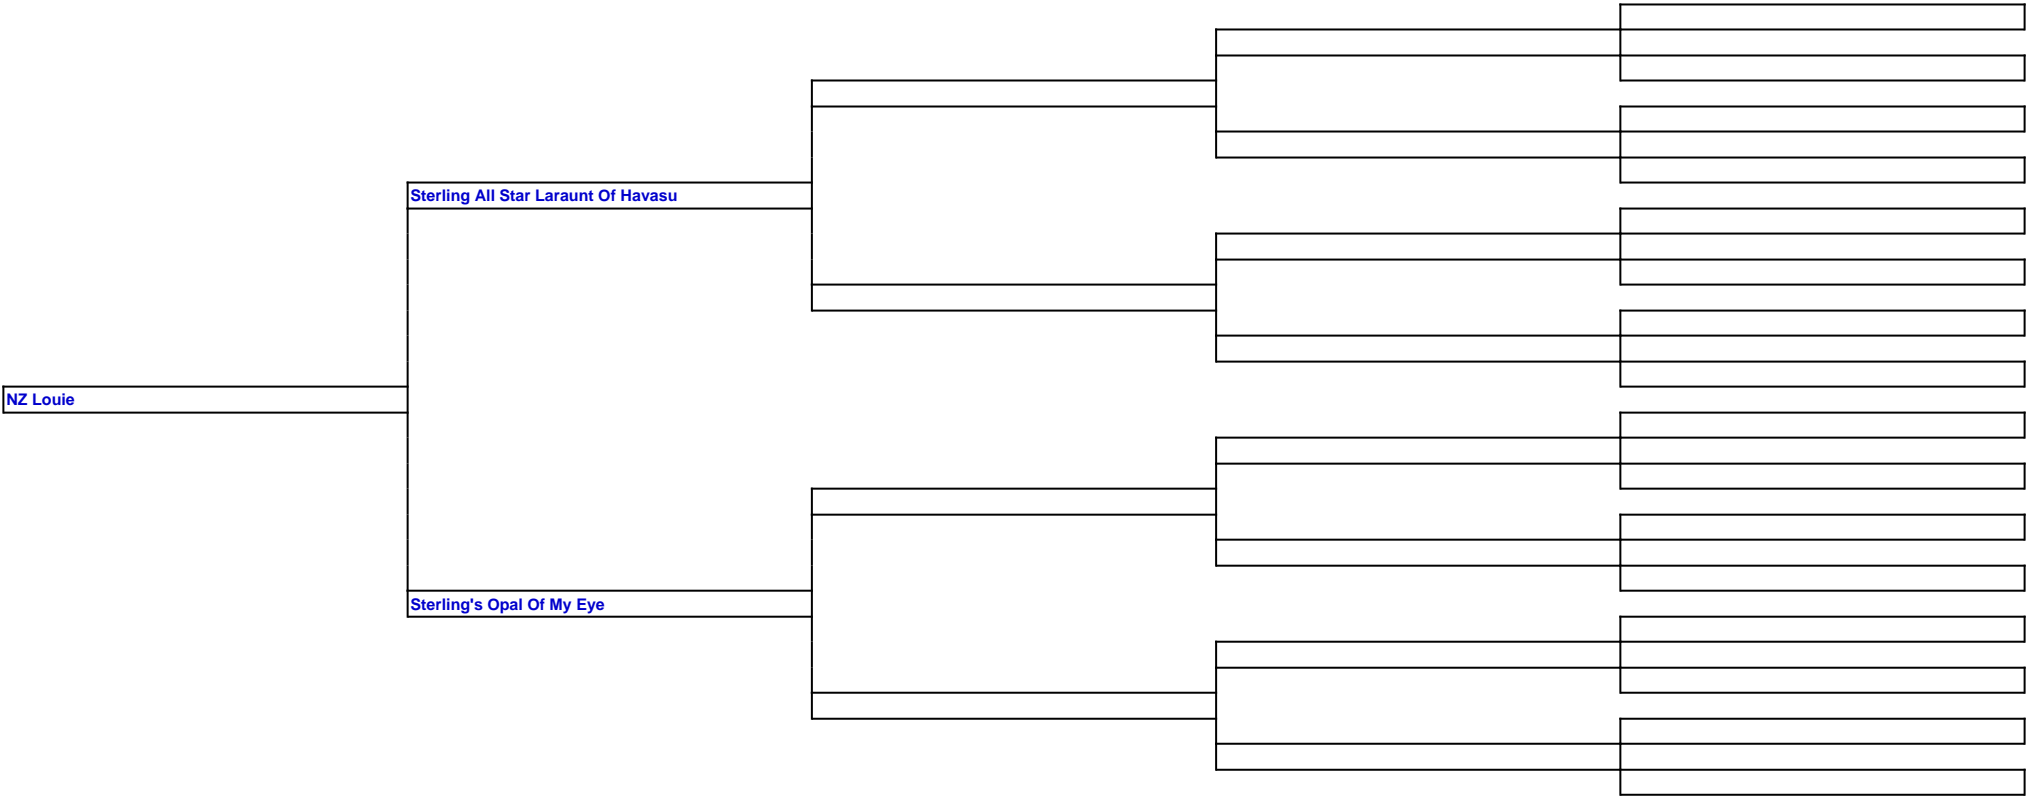 Sterling All Star Laraunt Of Havasu
NZ Louie
Sterling's Opal Of My Eye